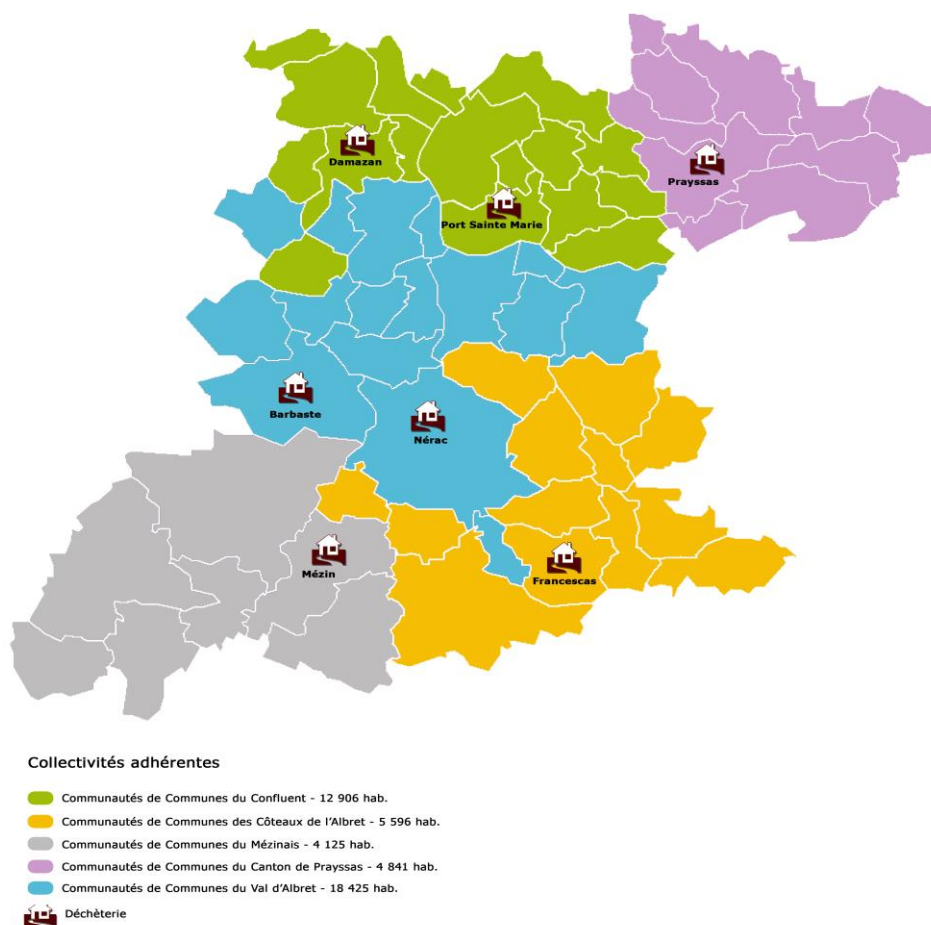 Damazan
Prayssas
Port Sainte Marie
Barbaste
Nérac
Mézin
Francescas
Collectivités adhérentes
Communautés de Communes du Confluent - 12 906 hab.
Communautés de Communes des Côteaux de l'Albret - 5 596 hab.
Communautés de Communes du Mézinais - 4 125 hab.
Communautés de Communes du Canton de Prayssas - 4 841 hab.
Communautés de Communes du Val d'Albret - 18 425 hab.
Déchèterie